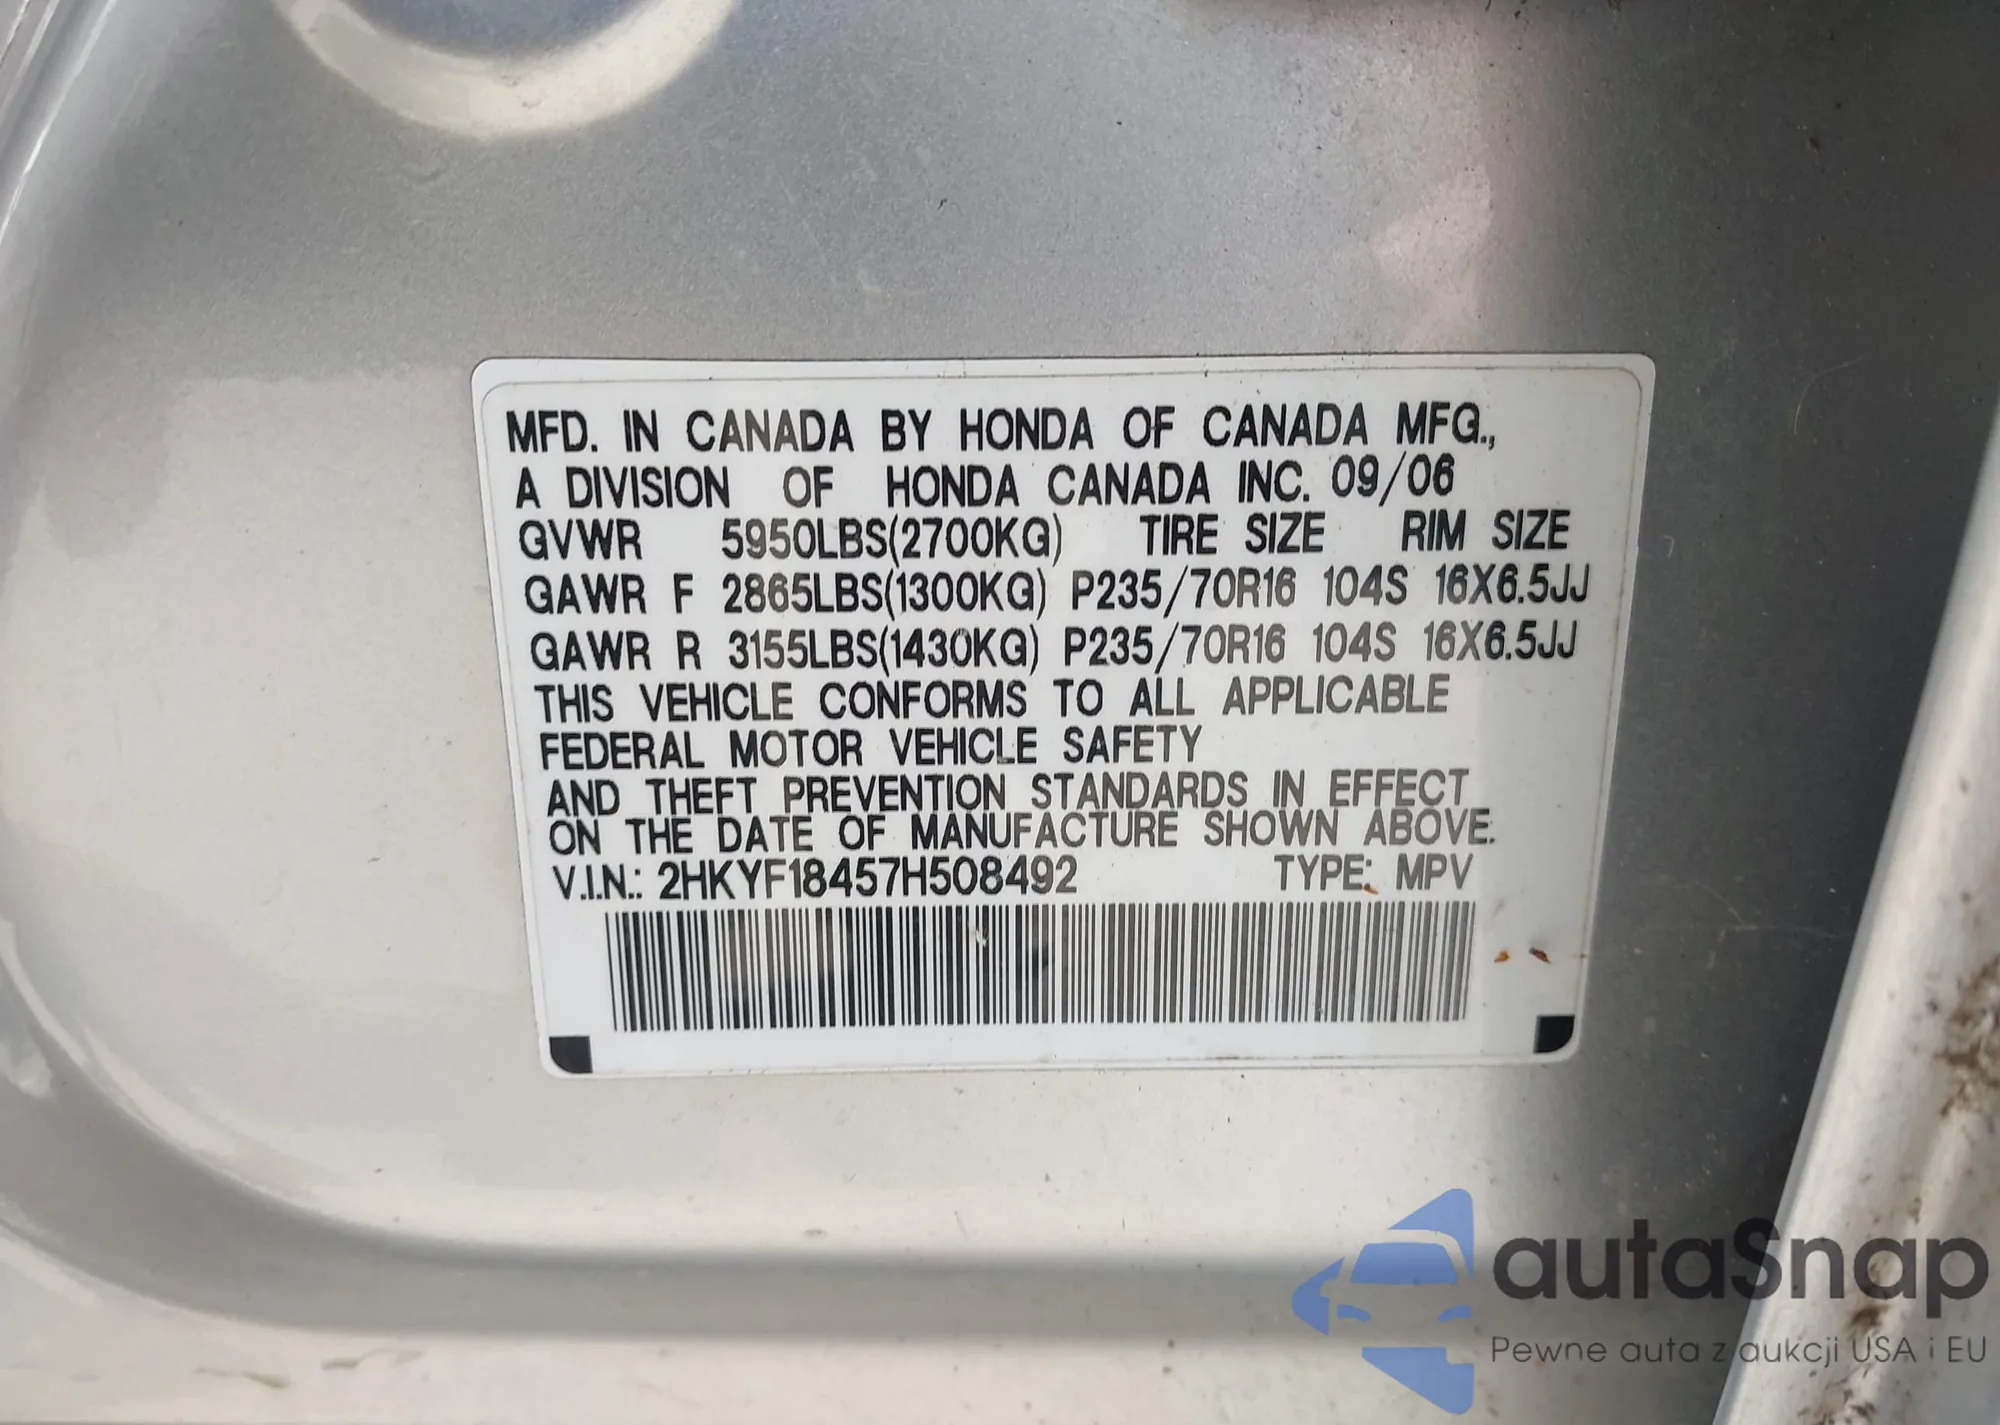 MFD. IN CANADA BY HONDA OF CANADA MFG.,
A DIVISION OF HONDA CANADA INC. 09/06
GVWR 5950LBS(2700KG) TIRE SIZE RIM SIZE
GAWR F 2865LBS(1300KG) P235/70R16 104S 16X6.5JJ
GAWR R 3155LBS(1430KG) P235/70R16 104S 16X6.5JJ
THIS VEHICLE CONFORMS TO ALL APPLICABLE
FEDERAL MOTOR VEHICLE SAFETY
AND THEFT PREVENTION STANDARDS IN EFFECT
ON THE DATE OF MANUFACTURE SHOWN ABOVE.
V.I.N.: 2HKYF18457H508492 TYPE: MPV
autaSnap
Pewne auta z aukcji USA i EU